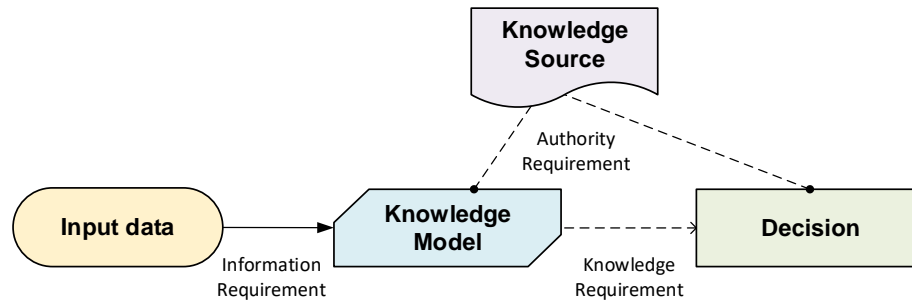 Knowledge
Source
Authority
Requirement
Input data
Knowledge
Model
Decision
Information
Requirement
Knowledge
Requirement